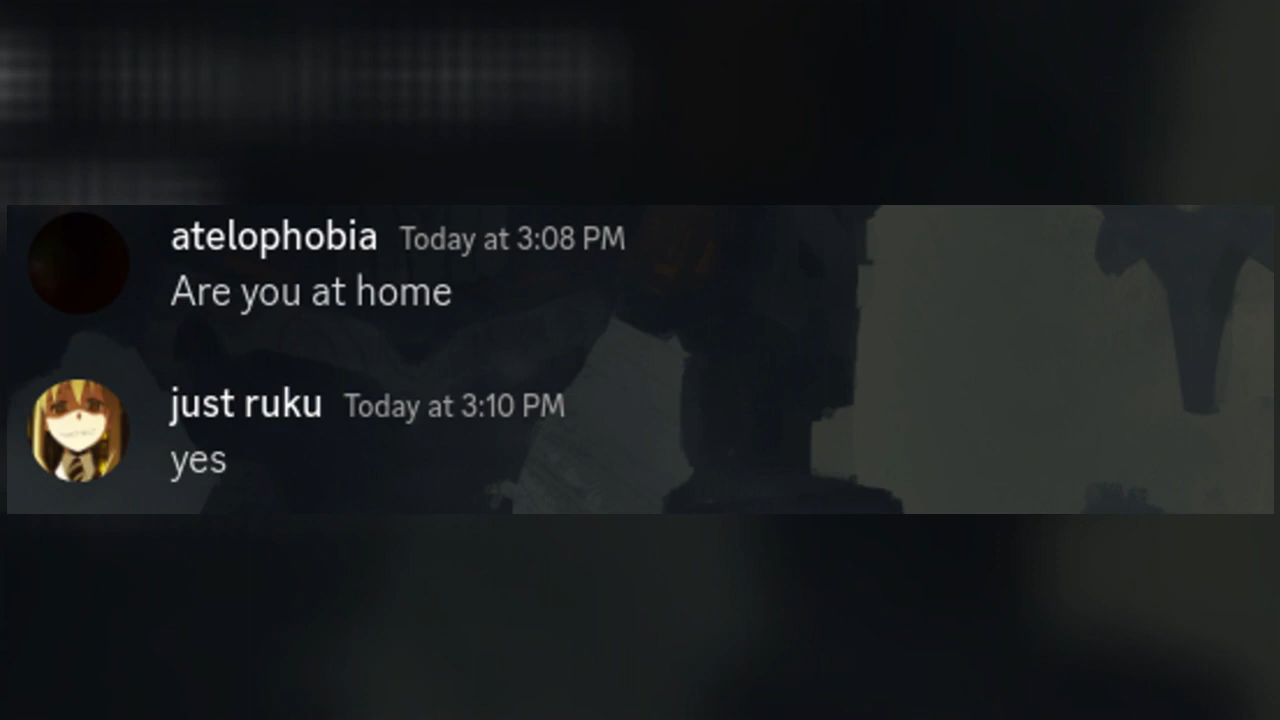 atelophobia Today at 3:08 PM
Are you at home
just ruku Today at 3:10 PM
yes